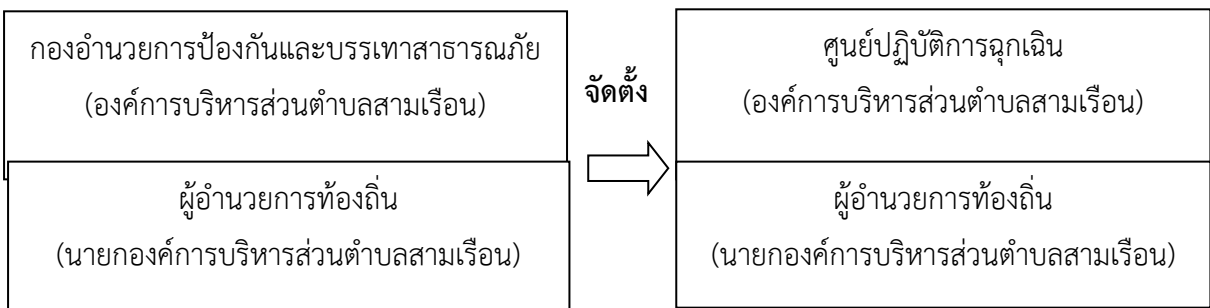 กองอำนวยการป้องกันและบรรเทาสาธารณภัย
(องค์การบริหารส่วนตำบลสามเรือน)
ผู้อำนวยการท้องถิ่น
(นายกองค์การบริหารส่วนตำบลสามเรือน)
จัดตั้ง
ศูนย์ปฏิบัติการฉุกเฉิน
(องค์การบริหารส่วนตำบลสามเรือน)
ผู้อำนวยการท้องถิ่น
(นายกองค์การบริหารส่วนตำบลสามเรือน)